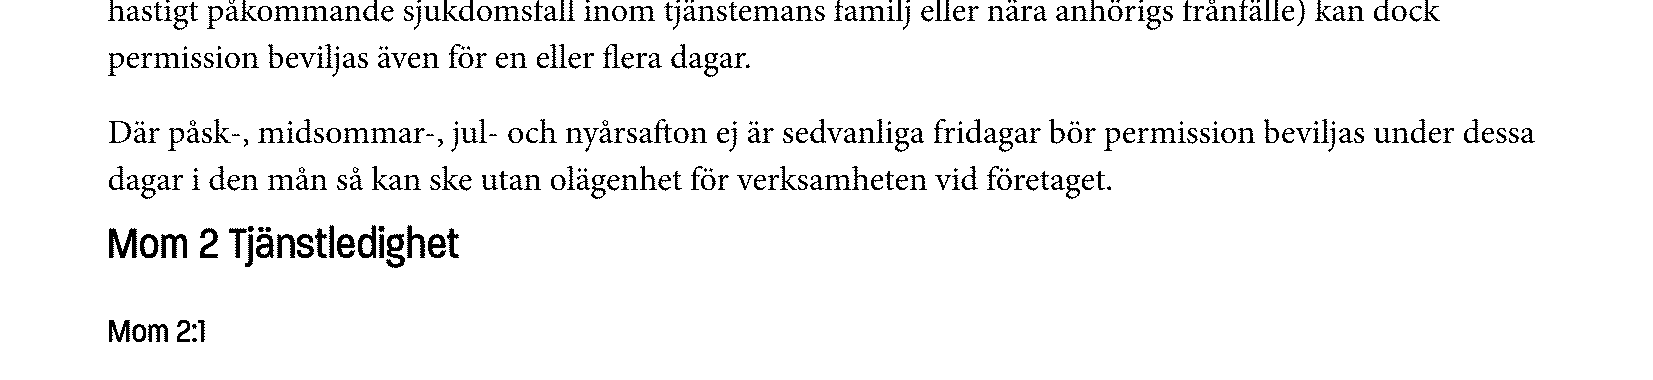 hastigt påkommande sjukdomsfall inom tjänstemans familj eller nära anhörigs frånfälle) kan dock
permission beviljas även för en eller flera dagar.
Där påsk-, midsommar-, jul- och nyårsafton ej är sedvanliga fridagar bör permission beviljas under dessa
dagar i den mån så kan ske utan olägenhet för verksamheten vid företaget.
Mom 2 Tjänstledighet
Mom 2:1